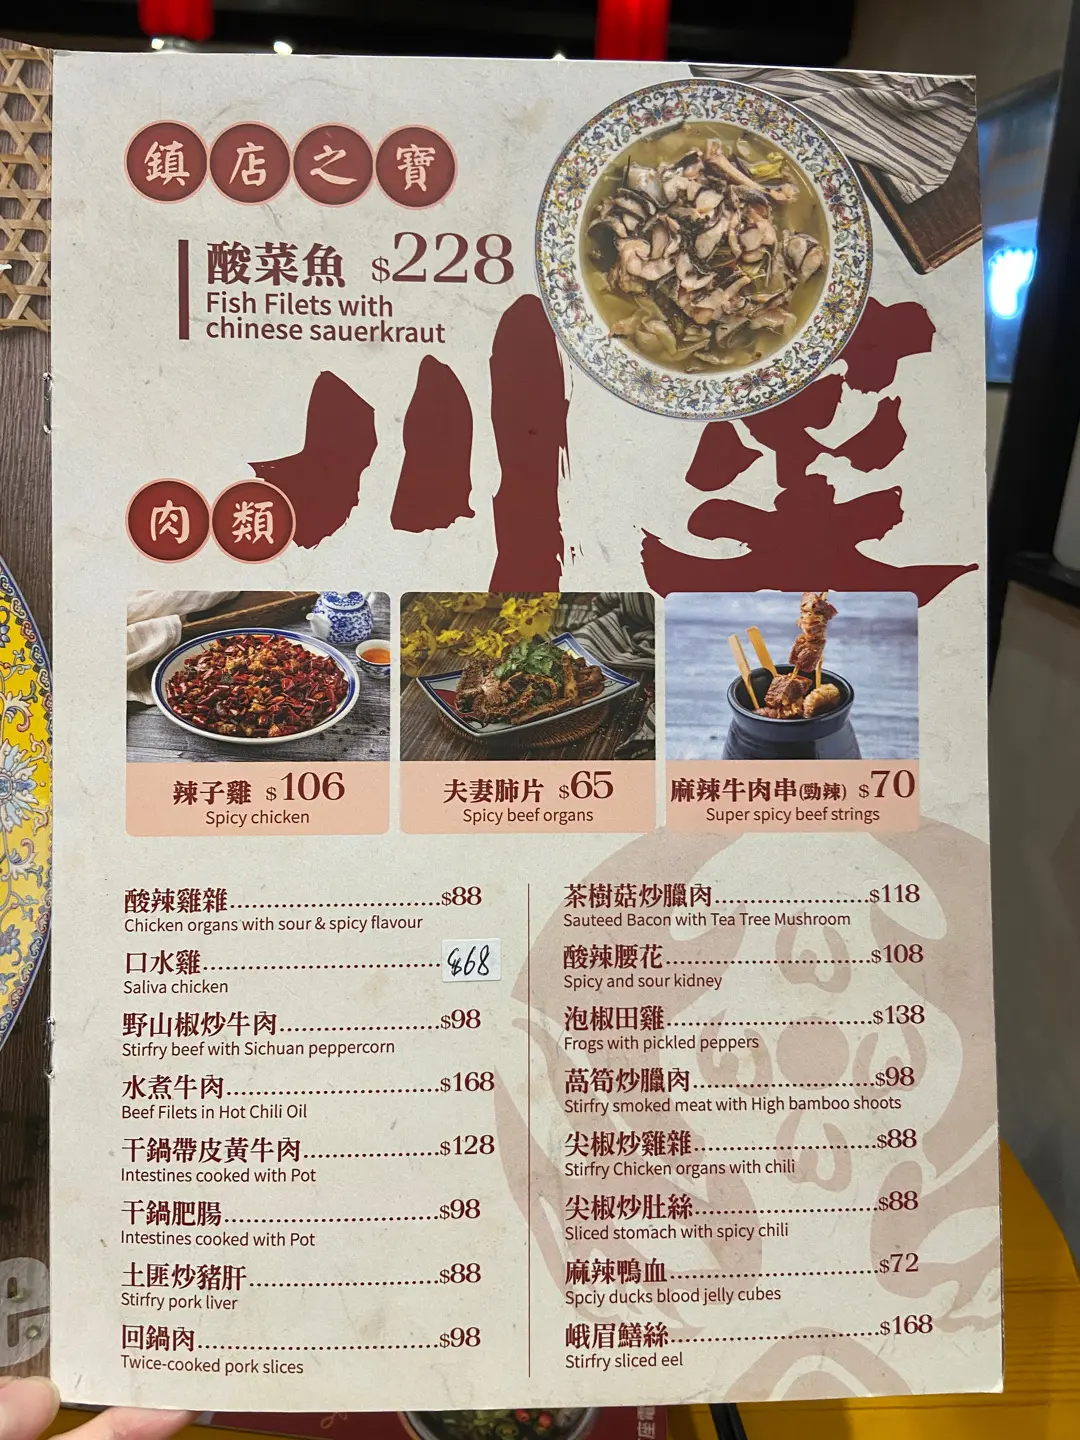 鎮店之寶
酸菜魚 $228
Fish Filets with
chinese sauerkraut
川
肉類
辣子雞 $106
Spicy chicken
夫妻肺片 $65
Spicy beef organs
麻辣牛肉串(勁辣) $70
Super spicy beef strings
酸辣雞雜 $88
Chicken organs with sour & spicy flavour
口水雞 $68
Saliva chicken
野山椒炒牛肉 $98
Stirfry beef with Sichuan peppercorn
水煮牛肉 $168
Beef Filets in Hot Chili Oil
干鍋帶皮黃牛肉 $128
Intestines cooked with Pot
干鍋肥腸 $98
Intestines cooked with Pot
土匪炒豬肝 $88
Stirfry pork liver
回鍋肉 $98
Twice-cooked pork slices
茶樹菇炒臘肉 $118
Sauteed Bacon with Tea Tree Mushroom
酸辣腰花 $108
Spicy and sour kidney
泡椒田雞 $138
Frogs with pickled peppers
萵筍炒臘肉 $98
Stirfry smoked meat with High bamboo shoots
尖椒炒雞雜 $88
Stirfry Chicken organs with chili
尖椒炒肚絲 $88
Sliced stomach with spicy chili
麻辣鴨血 $72
Spciy ducks blood jelly cubes
峨眉鱔絲 $168
Stirfry sliced eel